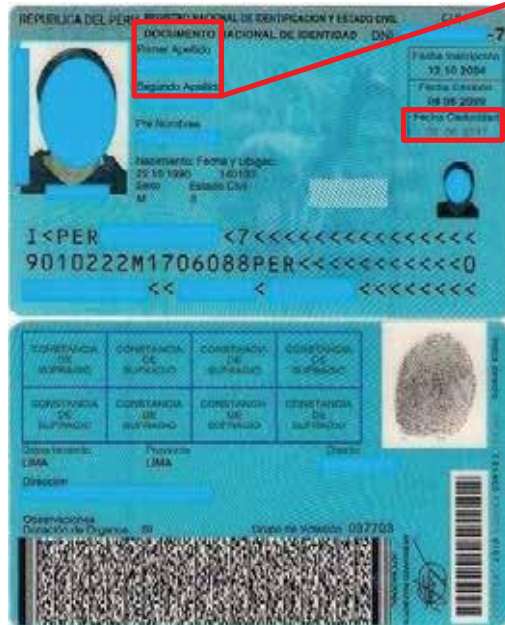 REPUBLICA DEL PERU REGISTRO NACIONAL DE IDENTIFICACION Y ESTADO CIVIL
DOCUMENTO NACIONAL DE IDENTIDAD DNI -7
Primer Apellido
Fecha Inscripción
12 10 2004
Segundo Apellido
Fecha Emisión
Fecha Caducidad
Pre Nombres
Nacimiento: Fecha y Ubigeo
22 10 1990
Sexo Estado Civil
M S
I<PER <7<<<<<<<<<<<<<<<
9010222M1706088PER<<<<<<<<<<<0
<< < <<<<<<<<
CONSTANCIA DE SUFRAGIO CONSTANCIA DE SUFRAGIO CONSTANCIA DE SUFRAGIO CONSTANCIA DE SUFRAGIO
CONSTANCIA DE SUFRAGIO CONSTANCIA DE SUFRAGIO CONSTANCIA DE SUFRAGIO CONSTANCIA DE SUFRAGIO
Departamento Provincia Distrito
LIMA LIMA
Dirección
Observaciones
Donación de Órganos SI Grupo de Votación 037703